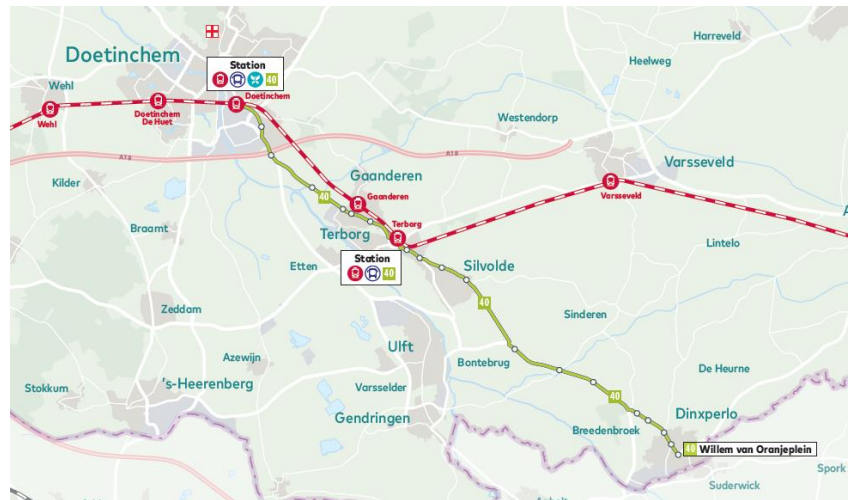 Harreveld
Doetinchem
Heelweg
Station
40
Wehl
Doetinchem
Wehl
Doetinchem
De Huet
Westendorp
A18
A18
Varsseveld
Gaanderen
Kilder
40
Gaanderen
Varsseveld
Braamt
Terborg
Terborg
Lintelo
Etten
Station
40
Silvolde
40
Zeddam
Sinderen
Ulft
Azewijn
Bontebrug
De Heurne
Stokkum
's-Heerenberg
Varsselder
40
Gendringen
Dinxperlo
Breedenbroek
40 Willem van Oranjeplein
Spork
Suderwick